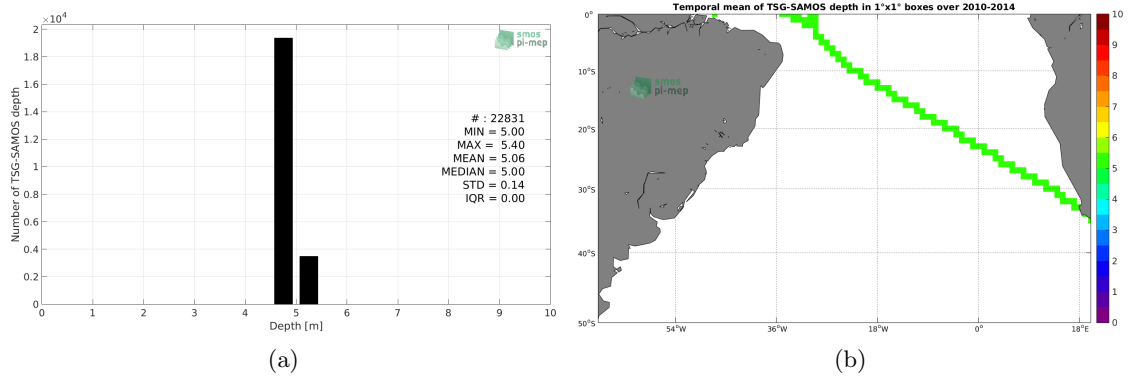 ×10⁴
2
1.8
1.6
1.4
1.2
1
0.8
0.6
0.4
0.2
0
Number of TSG-SAMOS depth
smos
pi-mep
# : 22831
MIN = 5.00
MAX = 5.40
MEAN = 5.06
MEDIAN = 5.00
STD = 0.14
IQR = 0.00
0 1 2 3 4 5 6 7 8 9 10
Depth [m]
(a)
Temporal mean of TSG-SAMOS depth in 1°x1° boxes over 2010-2014
0°
10°S
20°S
30°S
40°S
50°S
smos
pi-mep
54°W 36°W 18°W 0° 18°E
10
9
8
7
6
5
4
3
2
1
0
(b)